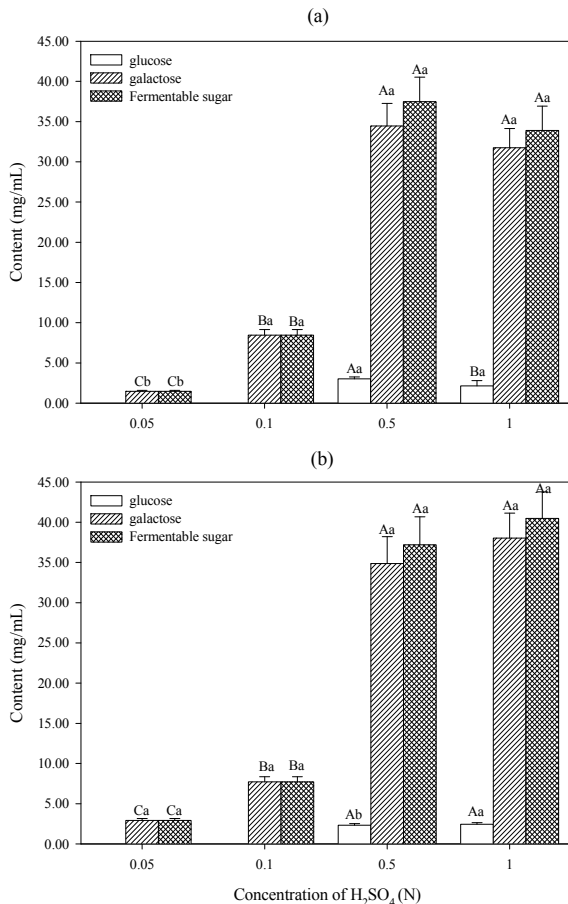 (a)
45.00
40.00
35.00
30.00
25.00
20.00
15.00
10.00
5.00
0.00
Content (mg/mL)
glucose
galactose
Fermentable sugar
Cb Cb
Ba Ba
Aa Aa Aa
Ba Aa Aa
0.05 0.1 0.5 1
(b)
45.00
40.00
35.00
30.00
25.00
20.00
15.00
10.00
5.00
0.00
Content (mg/mL)
glucose
galactose
Fermentable sugar
Ca Ca
Ba Ba
Ab Aa Aa
Aa Aa Aa
0.05 0.1 0.5 1
Concentration of H₂SO₄ (N)